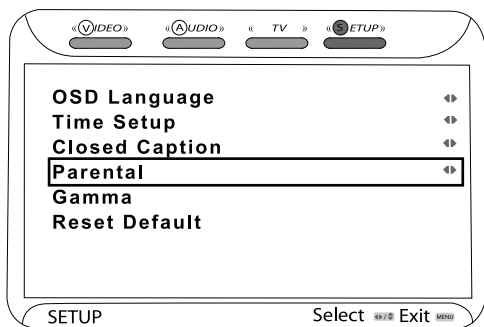 «VIDEO» «AUDIO» « TV » «SETUP»
OSD Language
Time Setup
Closed Caption
Parental
Gamma
Reset Default
SETUP Select Exit MENU